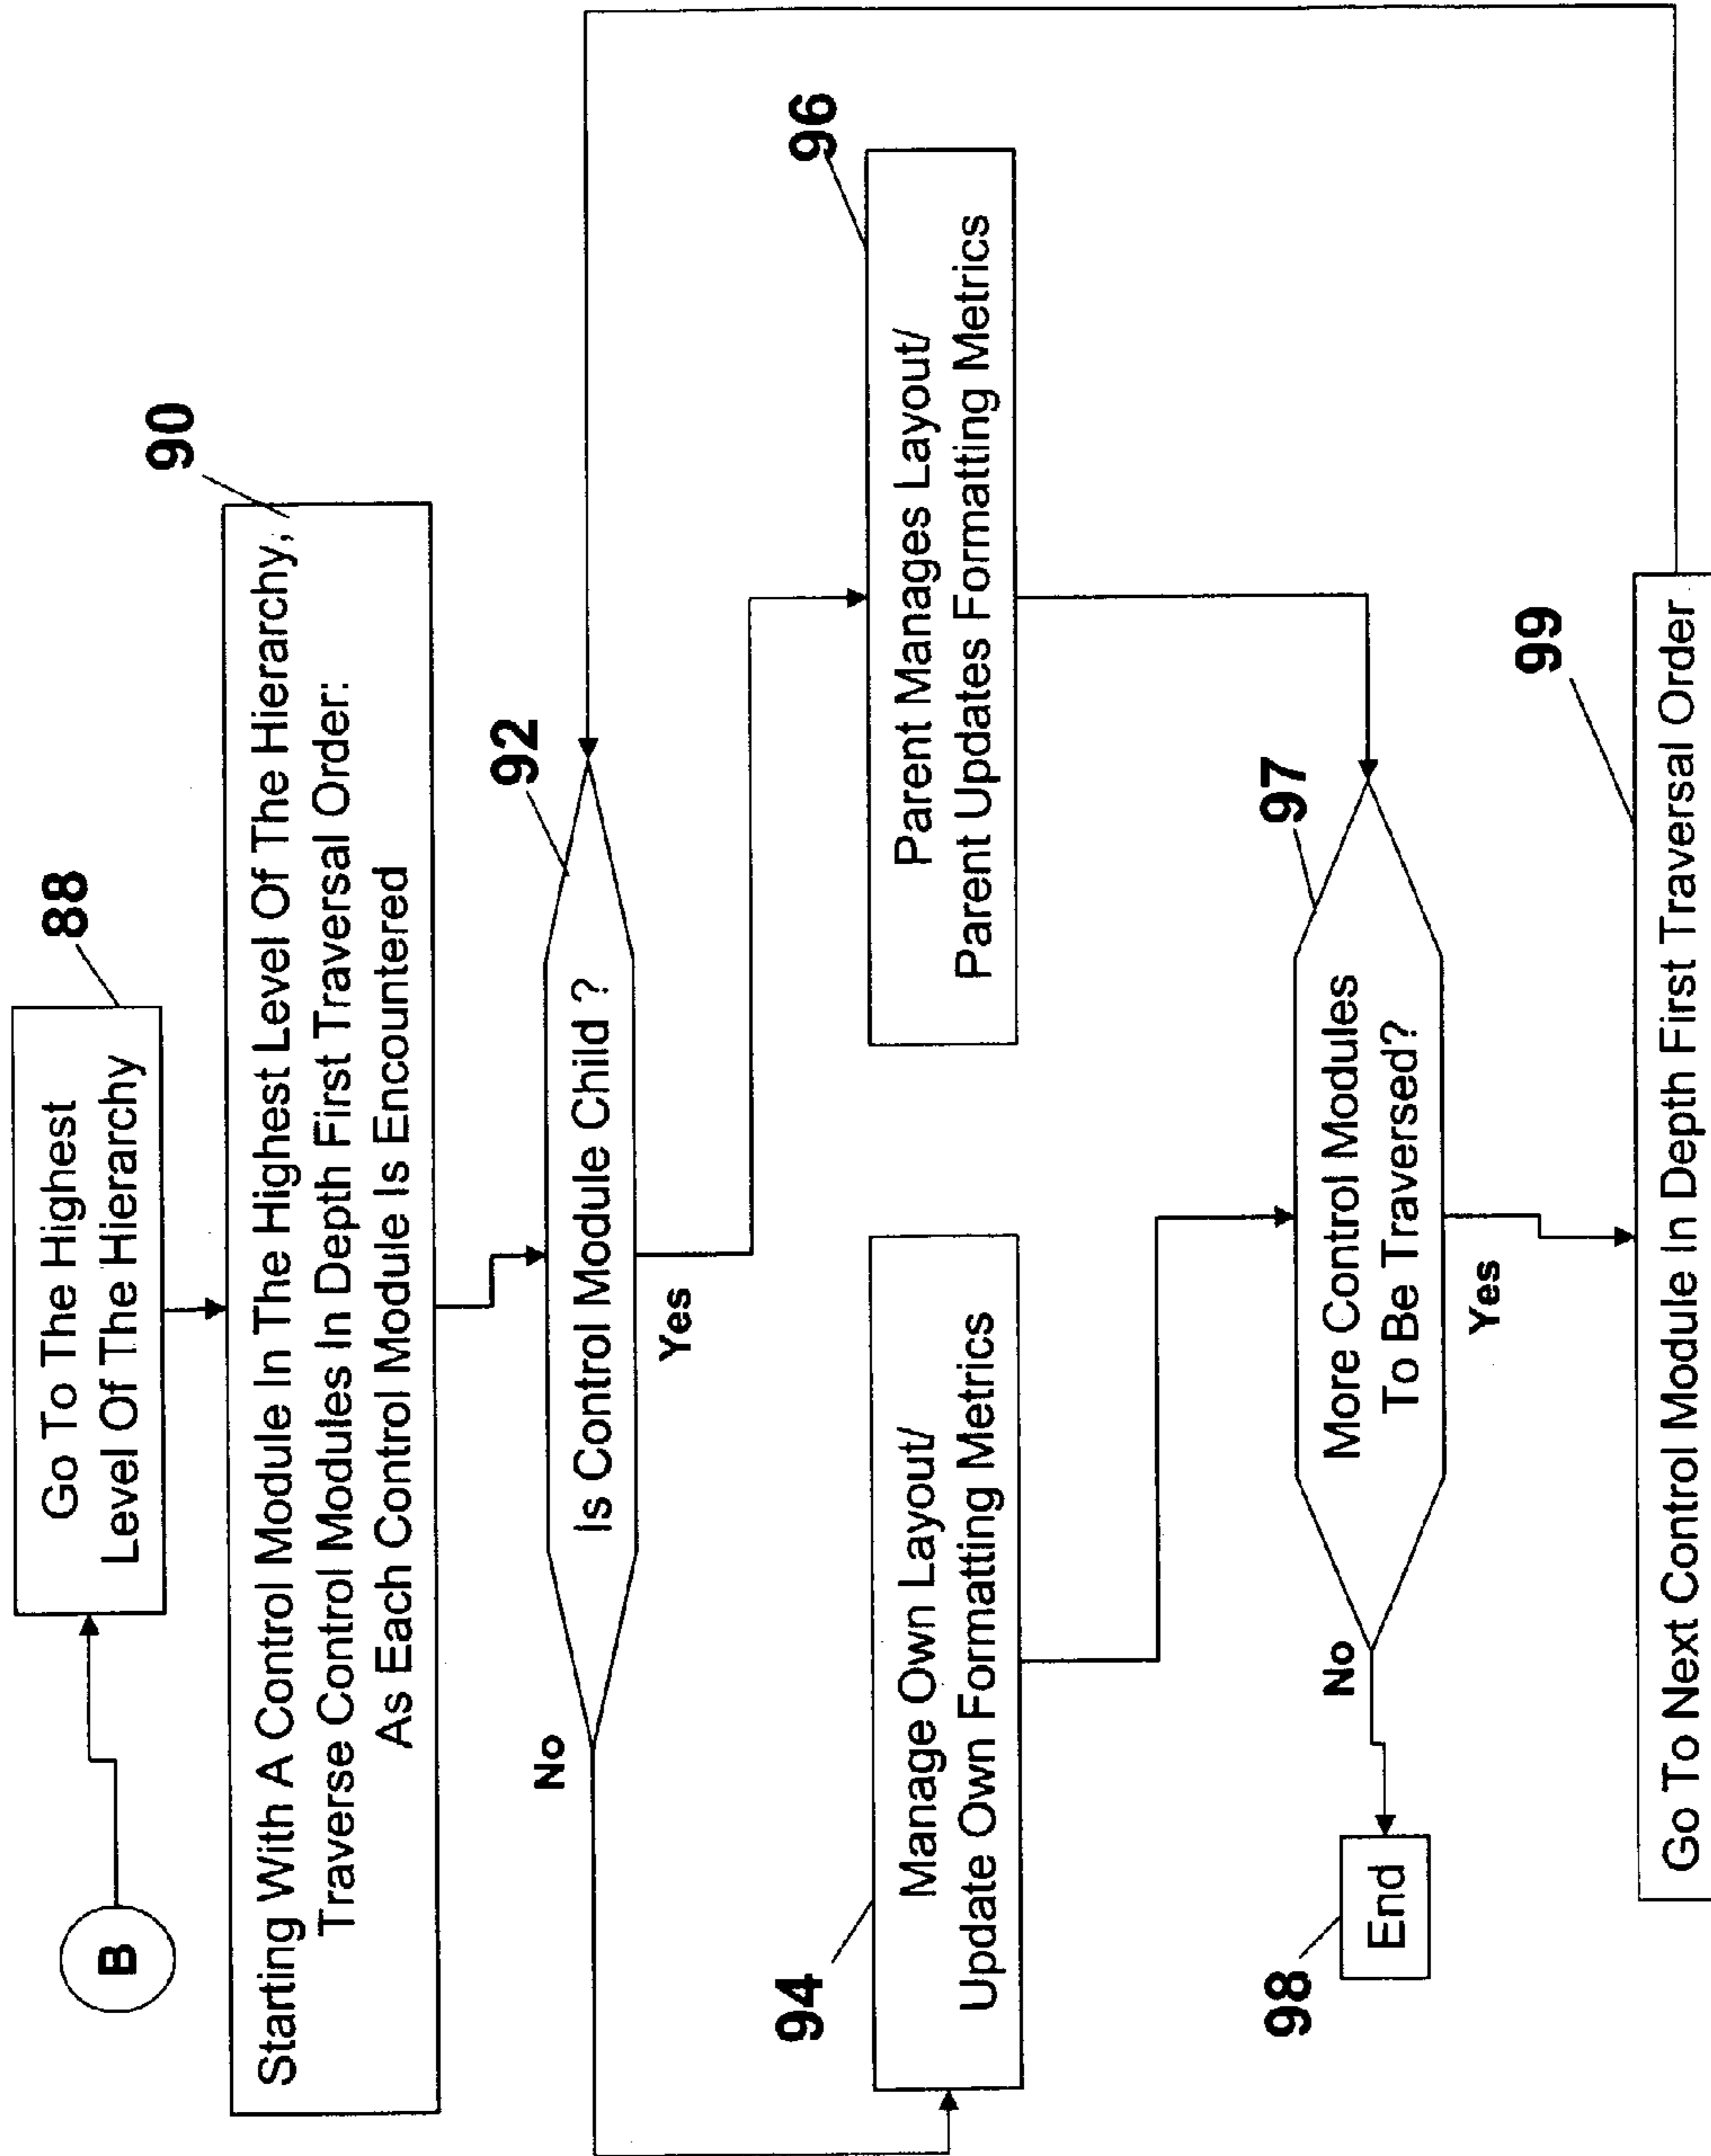 B
Go To The Highest
Level Of The Hierarchy
88
Starting With A Control Module In The Highest Level Of The Hierarchy,
Traverse Control Modules In Depth First Traversal Order:
As Each Control Module Is Encountered
90
Is Control Module Child ?
92
No
Yes
Manage Own Layout/
Update Own Formatting Metrics
94
Parent Manages Layout/
Parent Updates Formatting Metrics
96
More Control Modules
To Be Traversed?
97
No
Yes
End
98
Go To Next Control Module In Depth First Traversal Order
99